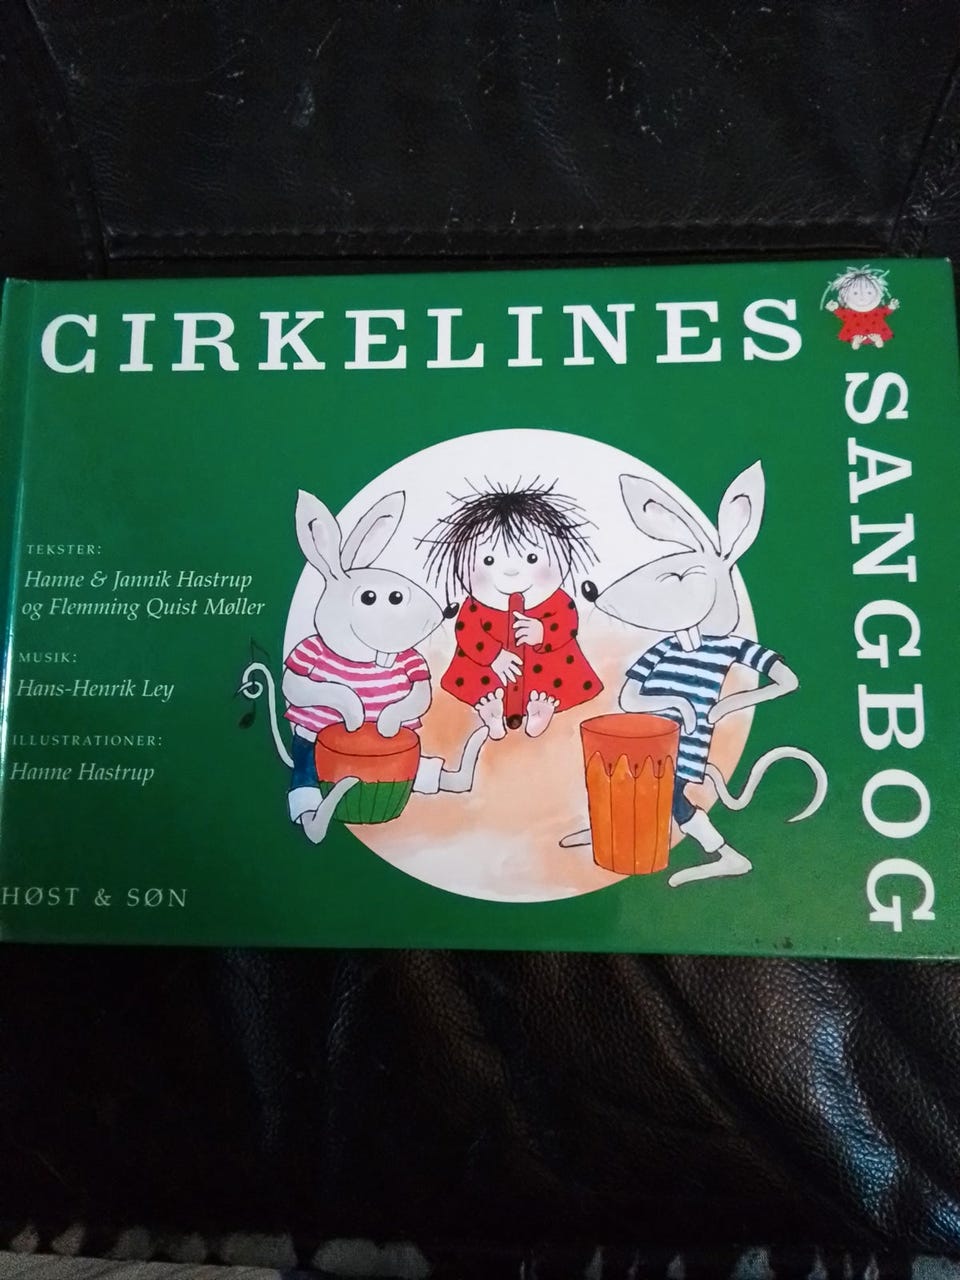 CIRKELINES
SANGBOG
TEKSTER:
Hanne & Jannik Hastrup
og Flemming Quist Møller
MUSIK:
Hans-Henrik Ley
ILLUSTRATIONER:
Hanne Hastrup
HØST & SØN